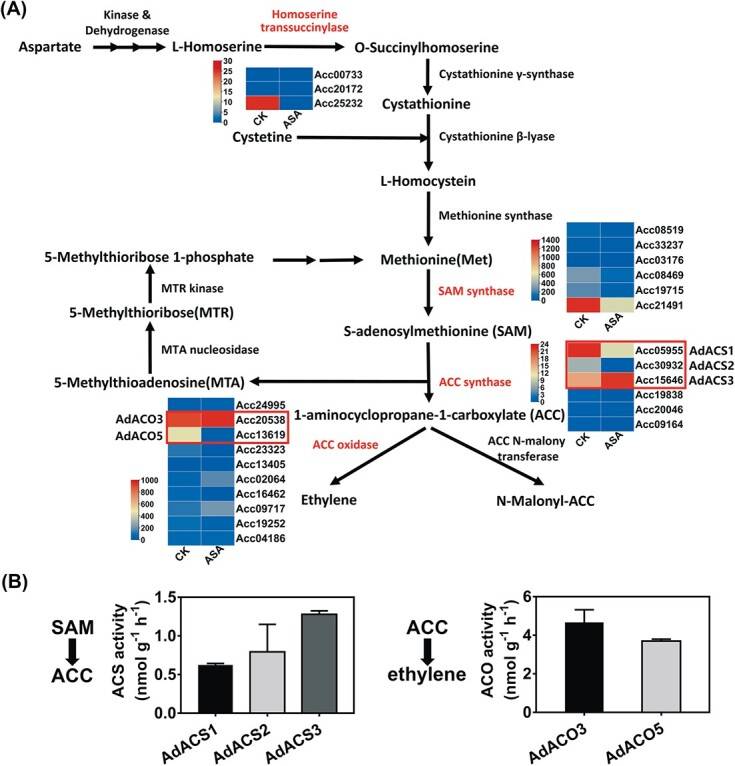 (A)
Kinase &
Dehydrogenase
Homoserine
transsuccinylase
Aspartate
L-Homoserine
O-Succinylhomoserine
30
25
20
15
10
5
0
Acc00733
Acc20172
Acc25232
CK
ASA
Cystathionine γ-synthase
Cystathionine
Cystetine
Cystathionine β-lyase
L-Homocystein
Methionine synthase
5-Methylthioribose 1-phosphate
Methionine(Met)
1400
1200
1000
800
600
400
200
0
Acc08519
Acc33237
Acc03176
Acc08469
Acc19715
Acc21491
CK
ASA
MTR kinase
SAM synthase
5-Methylthioribose(MTR)
S-adenosylmethionine (SAM)
MTA nucleosidase
24
21
18
15
12
9
6
3
0
Acc05955 AdACS1
Acc30932 AdACS2
Acc15646 AdACS3
Acc19838
Acc20046
Acc09164
CK
ASA
5-Methylthioadenosine(MTA)
ACC synthase
1-aminocyclopropane-1-carboxylate (ACC)
Acc24995
AdACO3 Acc20538
AdACO5 Acc13619
Acc23323
Acc13405
Acc02064
Acc16462
Acc09717
Acc19252
Acc04186
1000
800
600
400
200
0
CK
ASA
ACC oxidase
ACC N-malony
transferase
Ethylene
N-Malonyl-ACC
(B)
SAM
ACC
ACS activity
(nmol g⁻¹ h⁻¹)
1.5
1.0
0.5
0.0
AdACS1
AdACS2
AdACS3
ACC
ethylene
ACO activity
(nmol g⁻¹ h⁻¹)
6
4
2
0
AdACO3
AdACO5